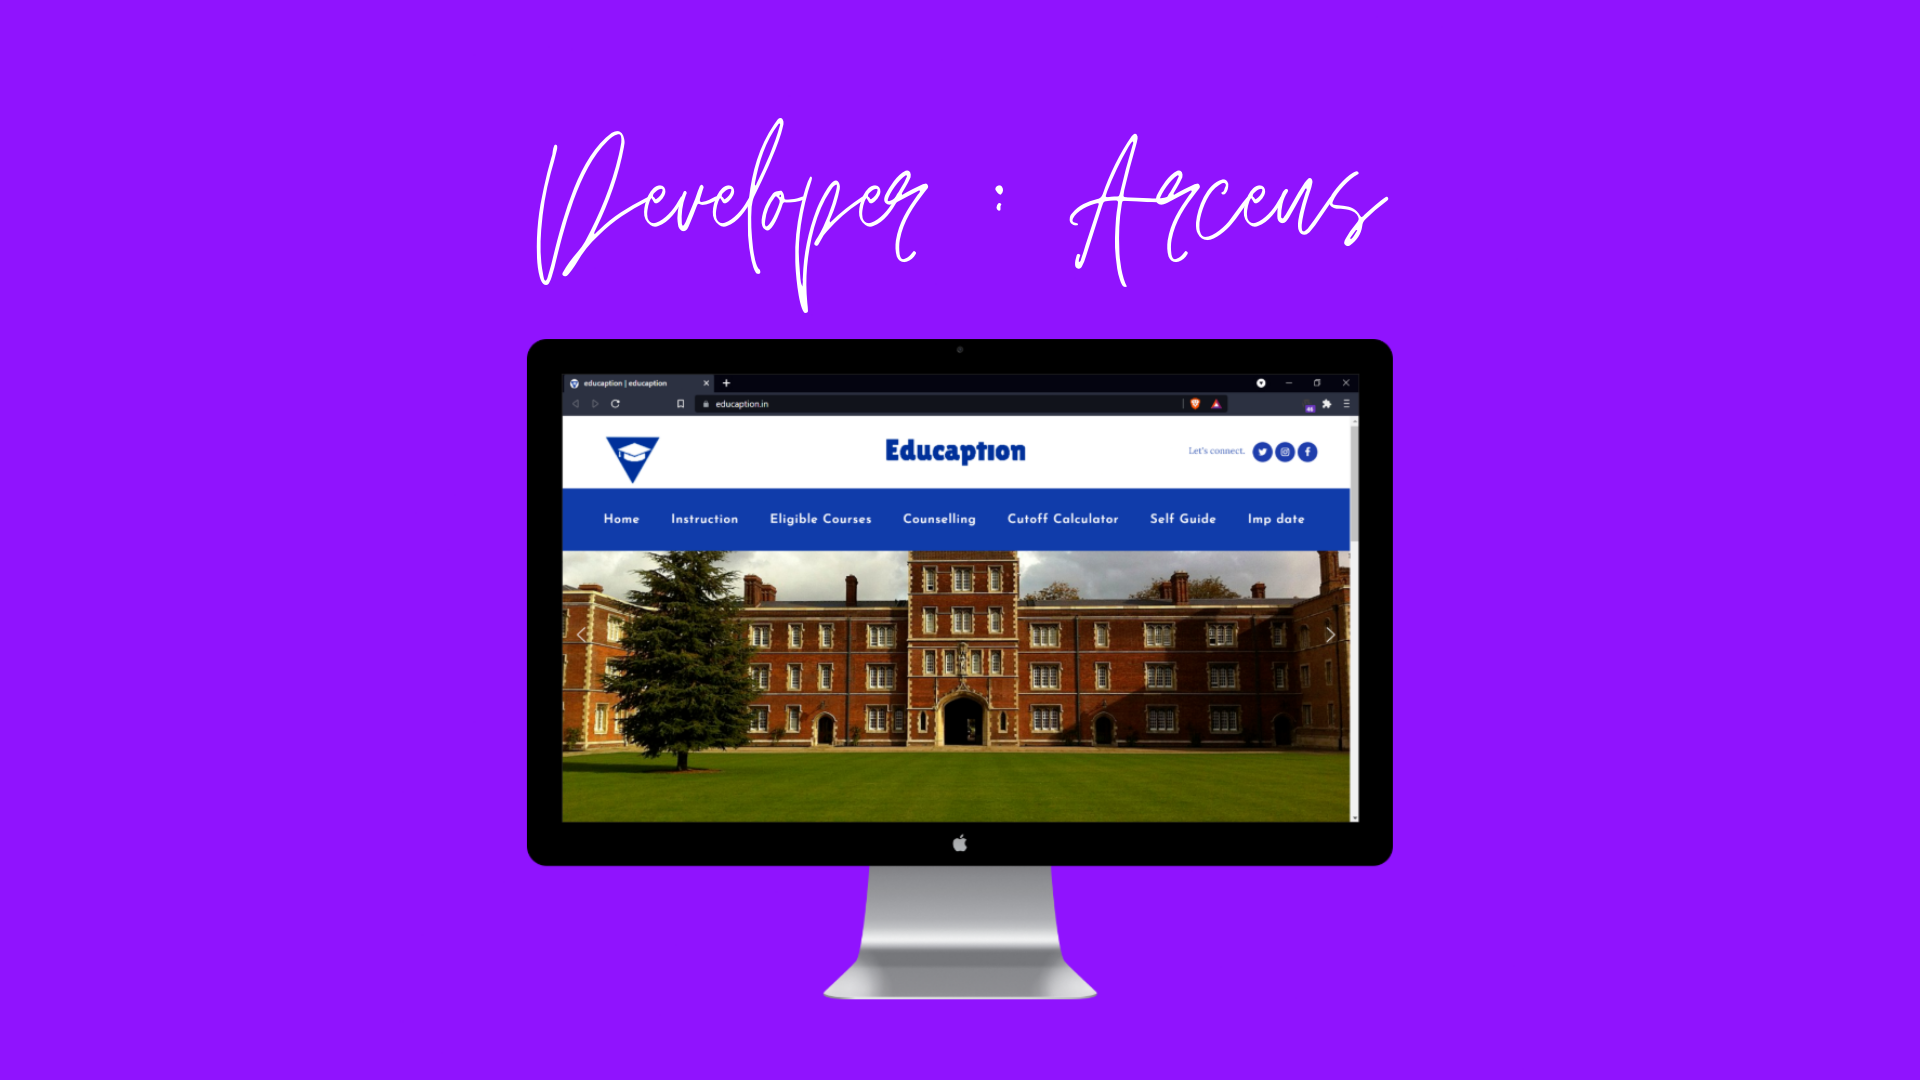 Developer : Arceus
educaption | educaption
educaption.in
Educaption
Let's connect.
Home Instruction Eligible Courses Counselling Cutoff Calculator Self Guide Imp date